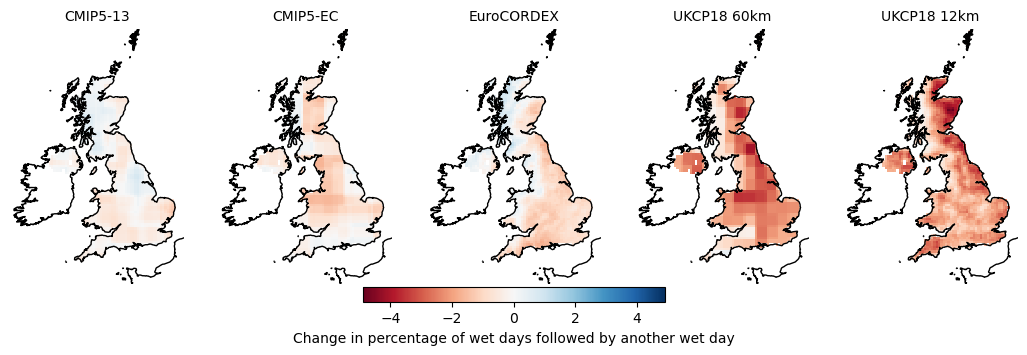 CMIP5-13 CMIP5-EC EuroCORDEX UKCP18 60km UKCP18 12km
−4 −2 0 2 4
Change in percentage of wet days followed by another wet day